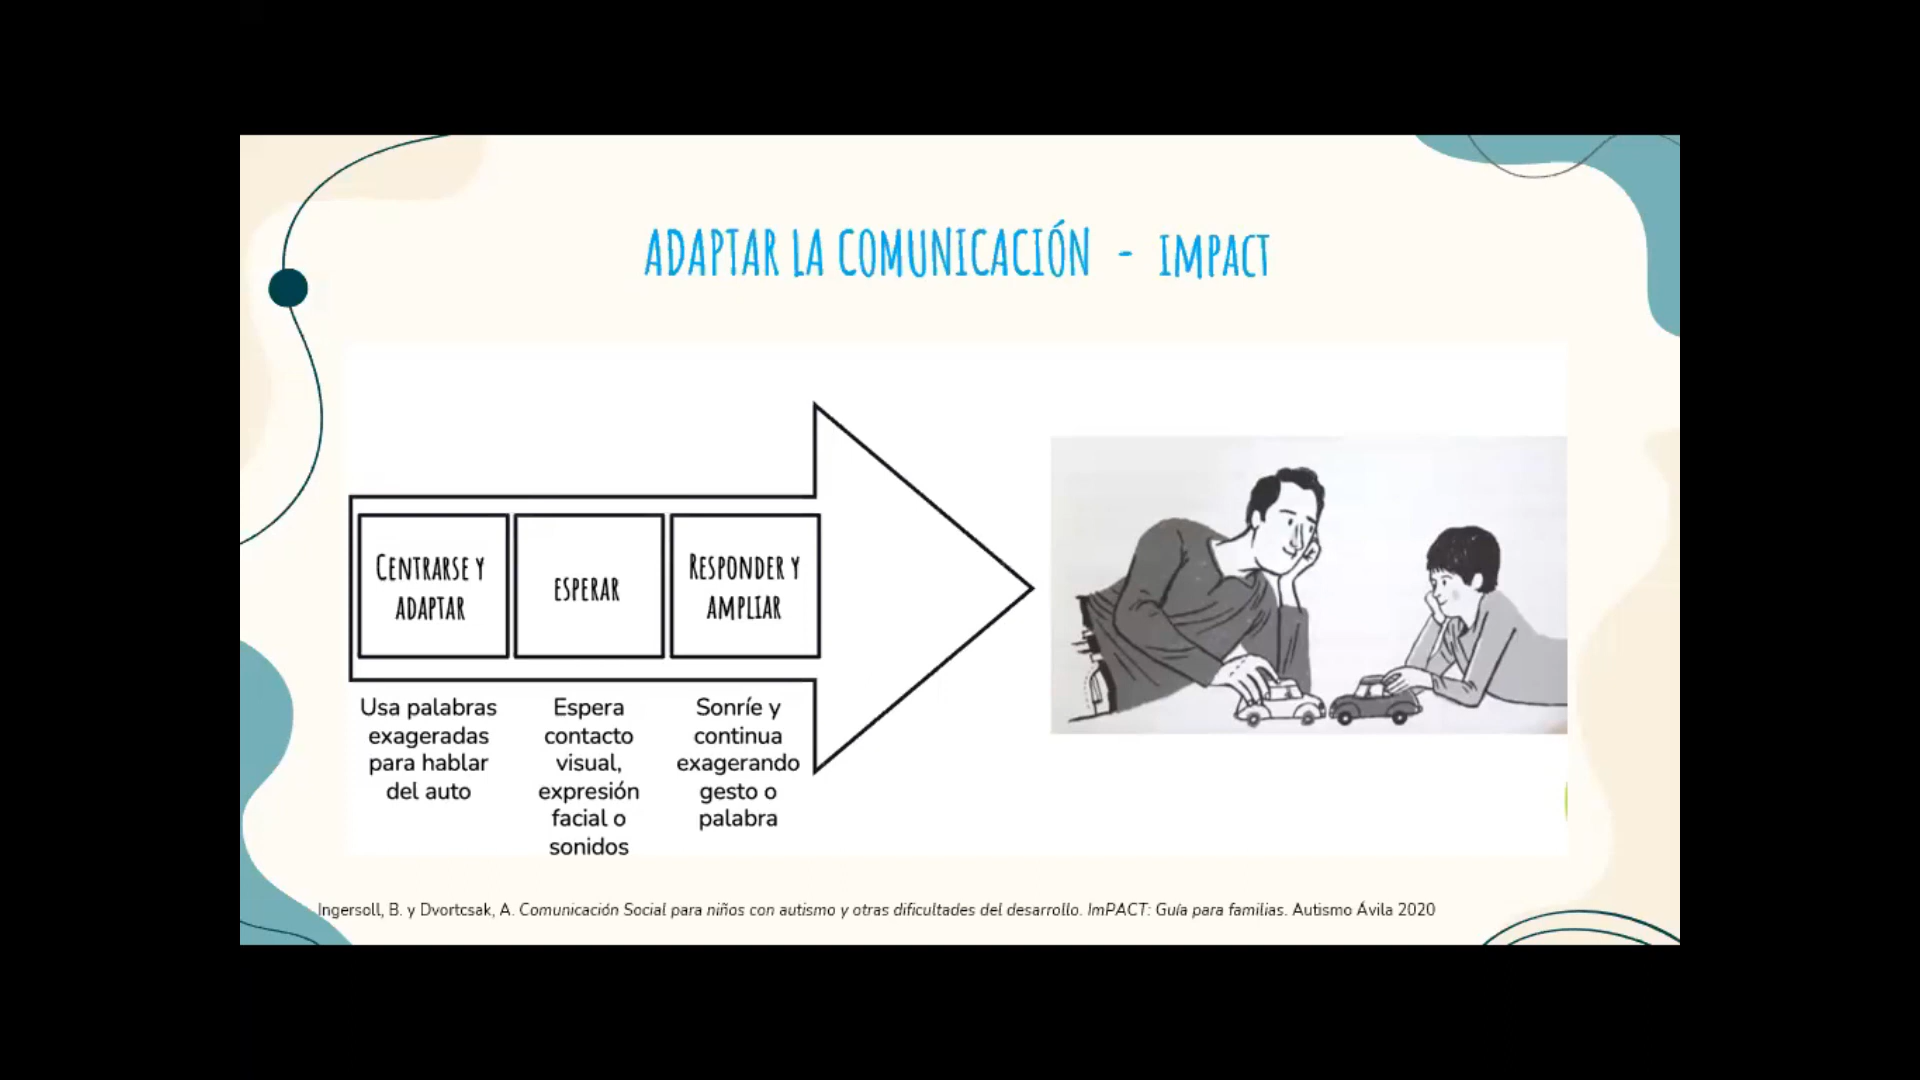 ADAPTAR LA COMUNICACIÓN - IMPACT
CENTRARSE Y
ADAPTAR
ESPERAR
RESPONDER Y
AMPLIAR
Usa palabras
exageradas
para hablar
del auto
Espera
contacto
visual,
expresión
facial o
sonidos
Sonríe y
continua
exagerando
gesto o
palabra
Ingersoll, B. y Dvortcsak, A. Comunicación Social para niños con autismo y otras dificultades del desarrollo. ImPACT: Guía para familias. Autismo Ávila 2020